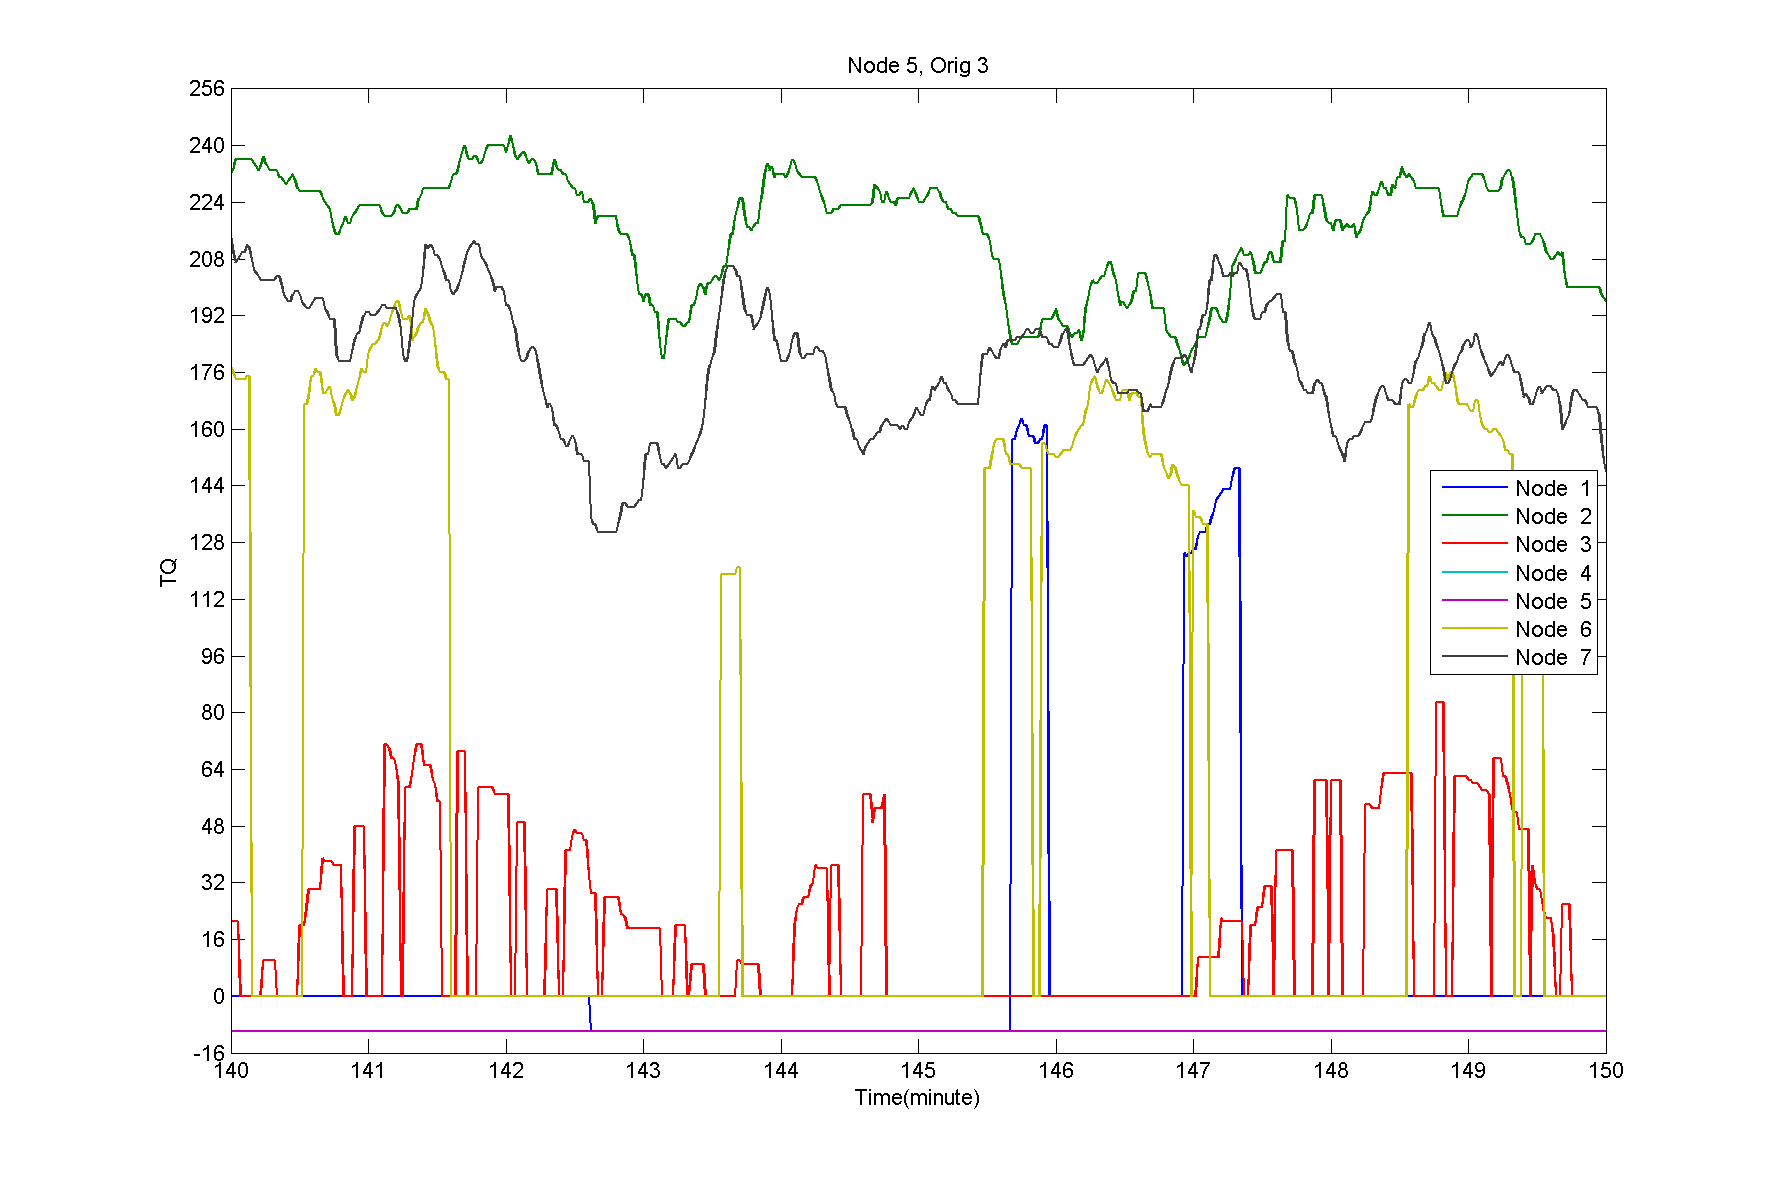 Node 5, Orig 3
256
240
224
208
192
176
160
144
128
112
96
80
64
48
32
16
0
-16
TQ
Node 1
Node 2
Node 3
Node 4
Node 5
Node 6
Node 7
140 141 142 143 144 145 146 147 148 149 150
Time(minute)